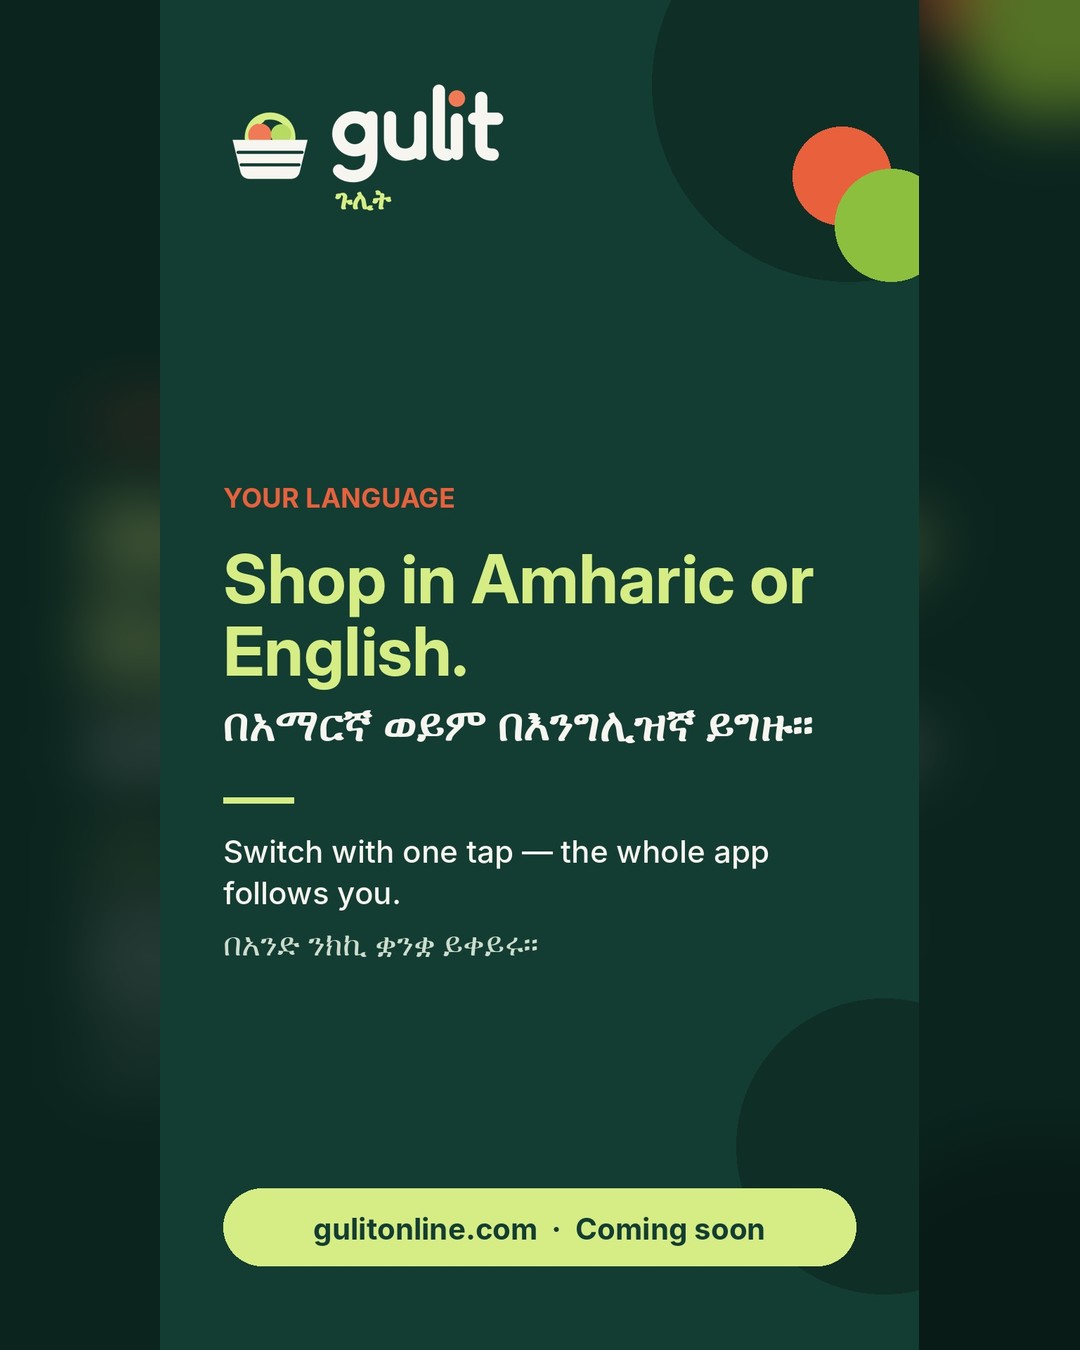 gulit
ጉሊት
YOUR LANGUAGE
Shop in Amharic or
English.
በአማርኛ ወይም በእንግሊዝኛ ይግዙ።
Switch with one tap — the whole app
follows you.
በአንድ ንክኪ ቋንቋ ይቀይሩ።
gulitonline.com · Coming soon